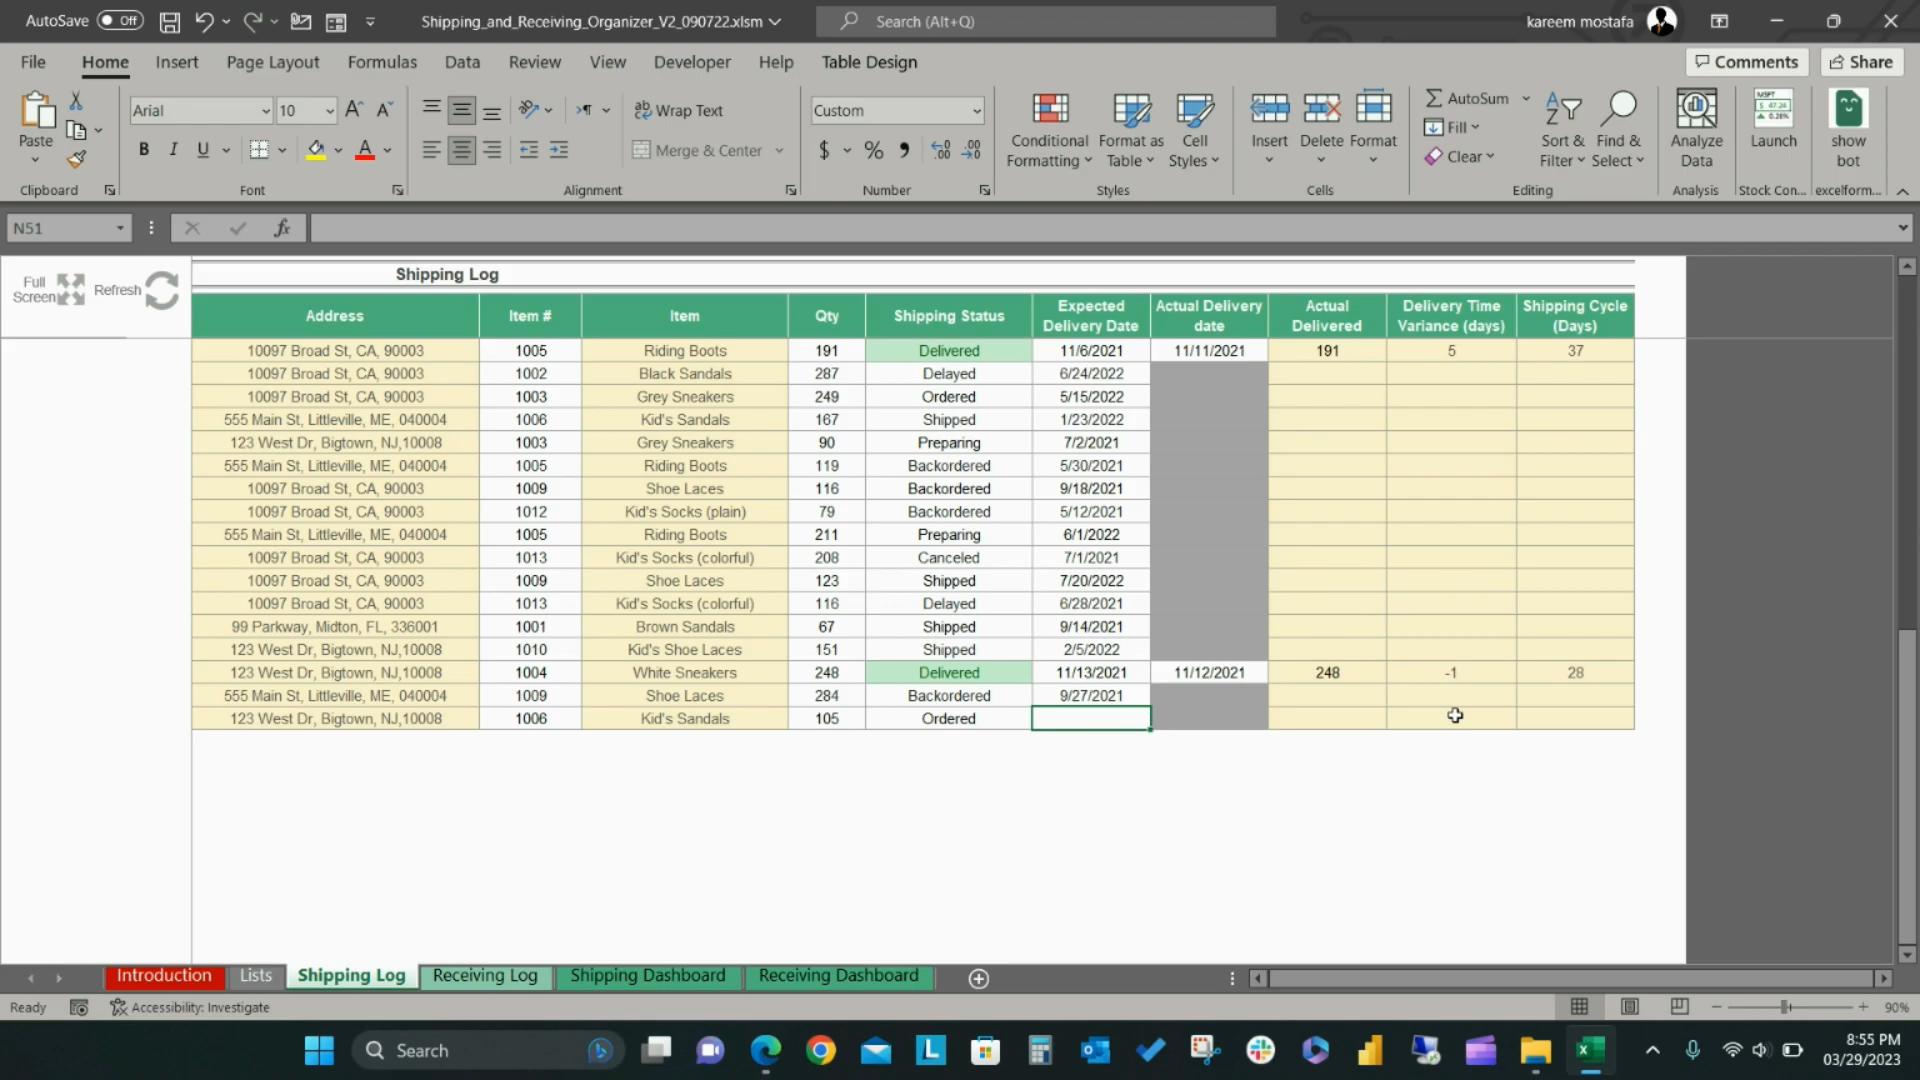 AutoSave Off Shipping_and_Receiving_Organizer_V2_090722.xlsm Search (Alt+Q) kareem mostafa
File Home Insert Page Layout Formulas Data Review View Developer Help Table Design Comments Share
Paste Arial 10 Wrap Text Custom Conditional Formatting Format as Table Cell Styles Insert Delete Format AutoSum Sort & Filter Find & Select Analyze Data Launch show bot
B I U Merge & Center $ % Fill Clear
Clipboard Font Alignment Number Styles Cells Editing Analysis Stock Con... excelform...
N51 fx
Full Screen Refresh Shipping Log
Address Item # Item Qty Shipping Status Expected Delivery Date Actual Delivery date Actual Delivered Delivery Time Variance (days) Shipping Cycle (Days)
10097 Broad St, CA, 90003 1005 Riding Boots 191 Delivered 11/6/2021 11/11/2021 191 5 37
10097 Broad St, CA, 90003 1002 Black Sandals 287 Delayed 6/24/2022
10097 Broad St, CA, 90003 1003 Grey Sneakers 249 Ordered 5/15/2022
555 Main St, Littleville, ME, 040004 1006 Kid's Sandals 167 Shipped 1/23/2022
123 West Dr, Bigtown, NJ,10008 1003 Grey Sneakers 90 Preparing 7/2/2021
555 Main St, Littleville, ME, 040004 1005 Riding Boots 119 Backordered 5/30/2021
10097 Broad St, CA, 90003 1009 Shoe Laces 116 Backordered 9/18/2021
10097 Broad St, CA, 90003 1012 Kid's Socks (plain) 79 Backordered 5/12/2021
555 Main St, Littleville, ME, 040004 1005 Riding Boots 211 Preparing 6/1/2022
10097 Broad St, CA, 90003 1013 Kid's Socks (colorful) 208 Canceled 7/1/2021
10097 Broad St, CA, 90003 1009 Shoe Laces 123 Shipped 7/20/2022
10097 Broad St, CA, 90003 1013 Kid's Socks (colorful) 116 Delayed 6/28/2021
99 Parkway, Midton, FL, 336001 1001 Brown Sandals 67 Shipped 9/14/2021
123 West Dr, Bigtown, NJ,10008 1010 Kid's Shoe Laces 151 Shipped 2/5/2022
123 West Dr, Bigtown, NJ,10008 1004 White Sneakers 248 Delivered 11/13/2021 11/12/2021 248 -1 28
555 Main St, Littleville, ME, 040004 1009 Shoe Laces 284 Backordered 9/27/2021
123 West Dr, Bigtown, NJ,10008 1006 Kid's Sandals 105 Ordered
Introduction Lists Shipping Log Receiving Log Shipping Dashboard Receiving Dashboard
Ready Accessibility: Investigate 90%
Search 8:55 PM
03/29/2023